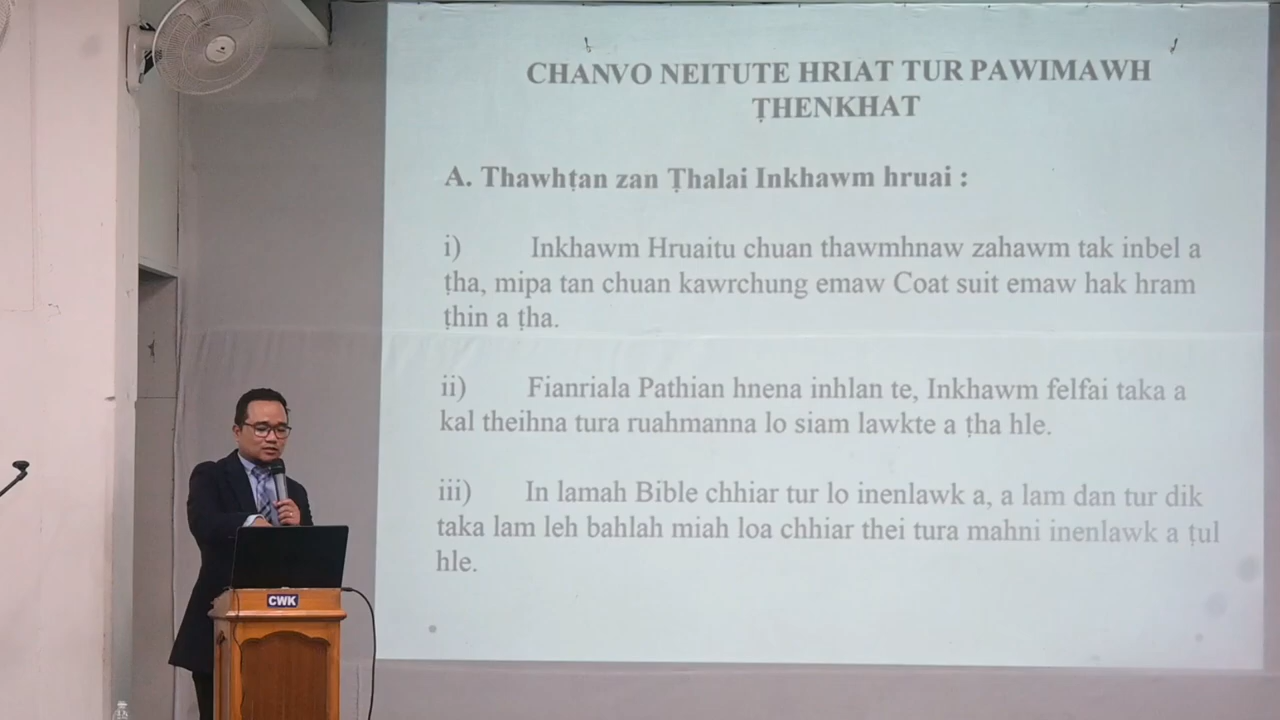 CHANVO NEITUTE HRIAT TUR PAWIMAWH
ṬHENKHAT
A. Thawhṭan zan Ṭhalai Inkhawm hruai :
i) Inkhawm Hruaitu chuan thawmhnaw zahawm tak inbel a
ṭha, mipa tan chuan kawrchung emaw Coat suit emaw hak hram
ṭhin a ṭha.
ii) Fianriala Pathian hnena inhlan te, Inkhawm felfai taka a
kal theihna tura ruahmanna lo siam lawkte a ṭha hle.
iii) In lamah Bible chhiar tur lo inenlawk a, a lam dan tur dik
taka lam leh bahlah miah loa chhiar thei tura mahni inenlawk a ṭul
hle.
CWK